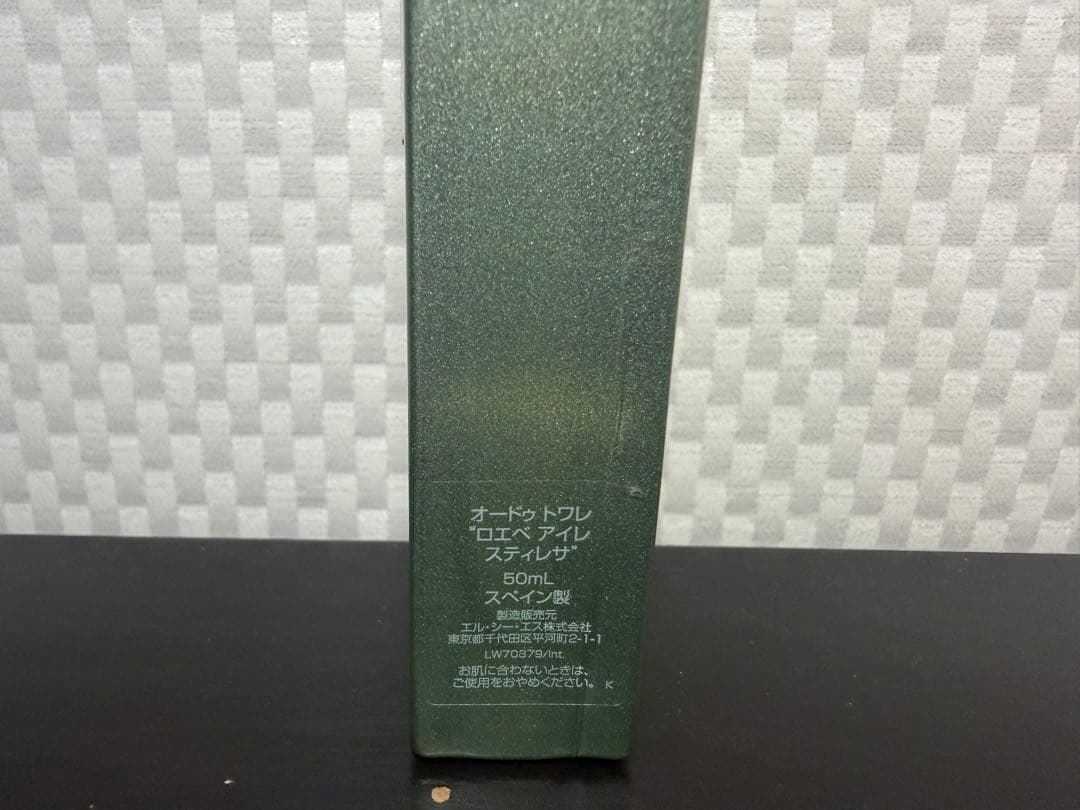 オードゥ トワレ
"ロエベ アイレ
スティレサ"
50mL
スペイン製
製造販売元
エル・シー・エス株式会社
東京都千代田区平河町2-1-1
LW70379/Int.
お肌に合わないときは、
ご使用をおやめください。 K